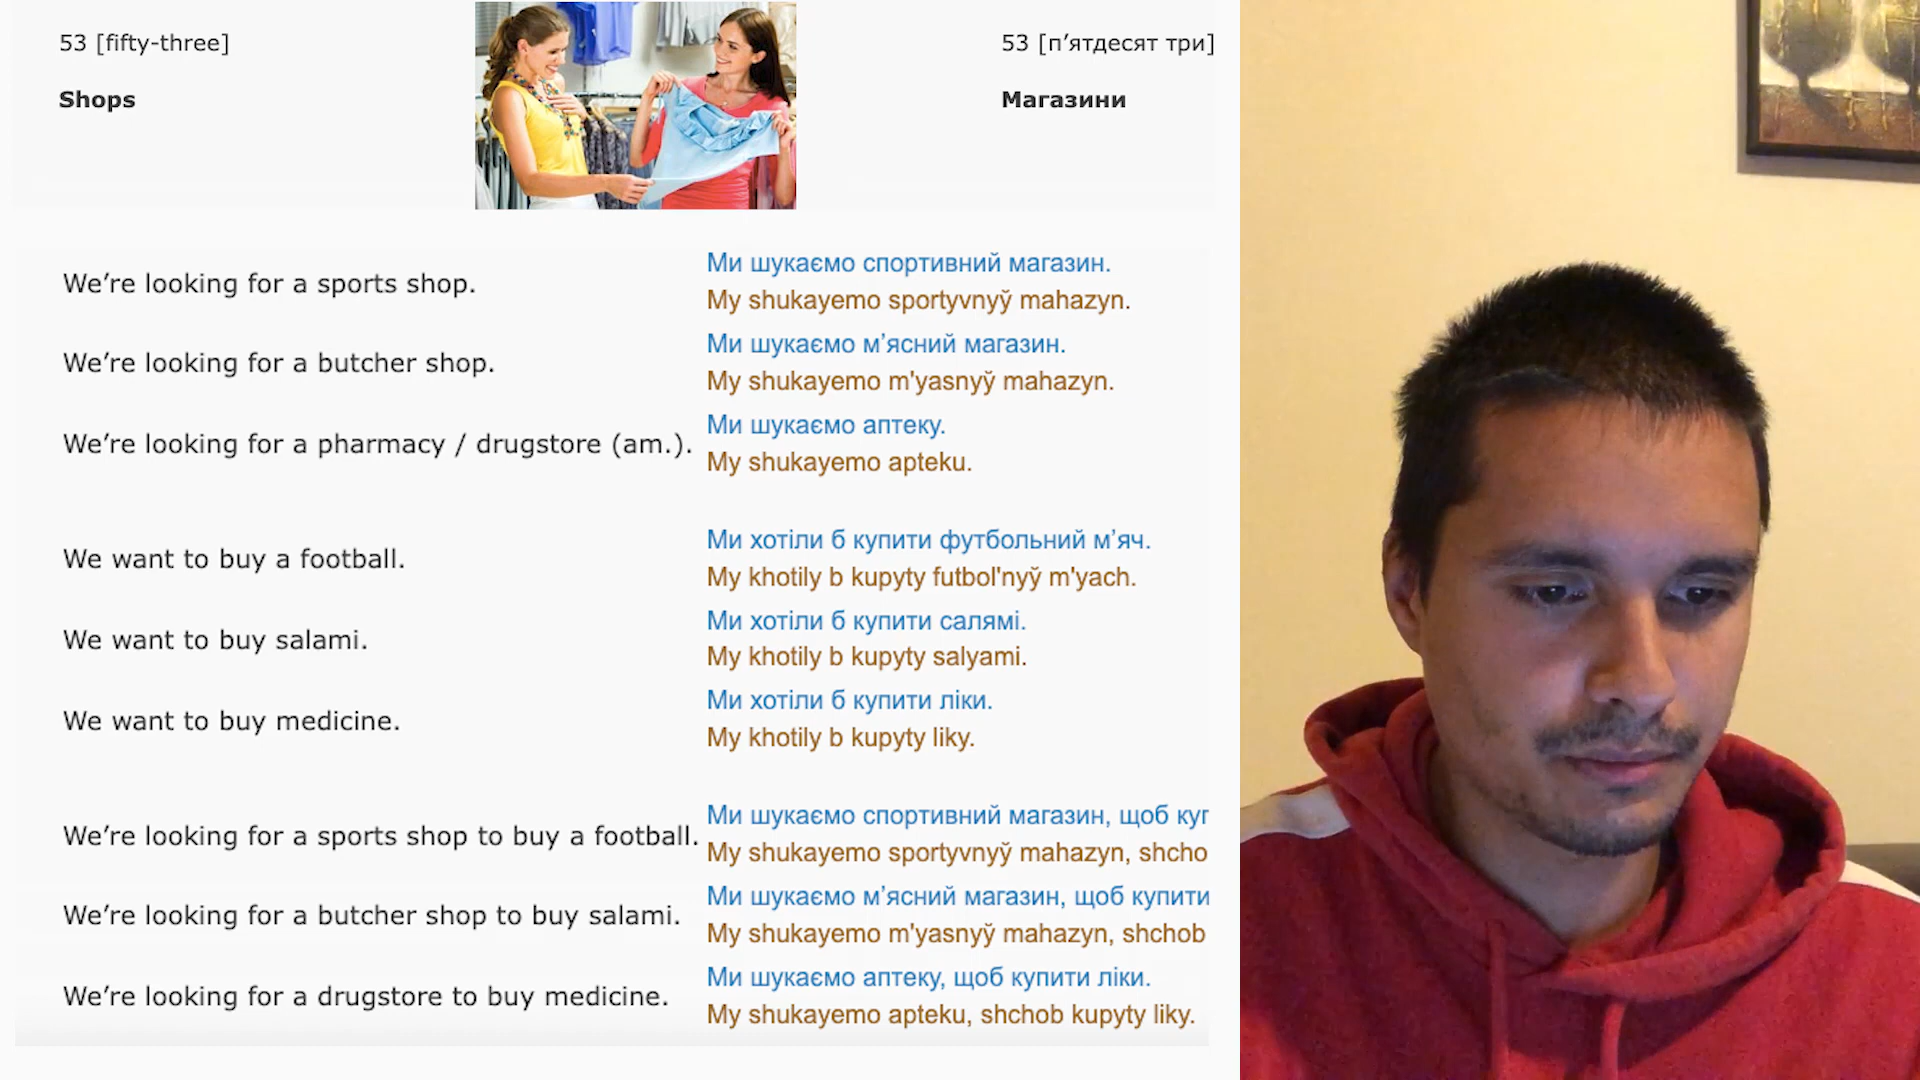 53 [fifty-three]
53 [п’ятдесят три]
Shops
Магазини
We’re looking for a sports shop.
Ми шукаємо спортивний магазин.
My shukayemo sportyvnyy̆ mahazyn.
We’re looking for a butcher shop.
Ми шукаємо м’ясний магазин.
My shukayemo m'yasnyy̆ mahazyn.
We’re looking for a pharmacy / drugstore (am.).
Ми шукаємо аптеку.
My shukayemo apteku.
We want to buy a football.
Ми хотіли б купити футбольний м’яч.
My khotily b kupyty futbol'nyy̆ m'yach.
We want to buy salami.
Ми хотіли б купити салямі.
My khotily b kupyty salyami.
We want to buy medicine.
Ми хотіли б купити ліки.
My khotily b kupyty liky.
We’re looking for a sports shop to buy a football.
Ми шукаємо спортивний магазин, щоб
My shukayemo sportyvnyy̆ mahazyn, shcho
We’re looking for a butcher shop to buy salami.
Ми шукаємо м’ясний магазин, щоб купити
My shukayemo m'yasnyy̆ mahazyn, shchob
We’re looking for a drugstore to buy medicine.
Ми шукаємо аптеку, щоб купити ліки.
My shukayemo apteku, shchob kupyty liky.